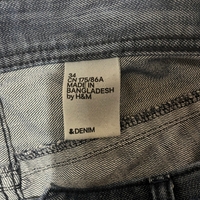 34
CN 175/86A
MADE IN
BANGLADESH
by H&M
&DENIM